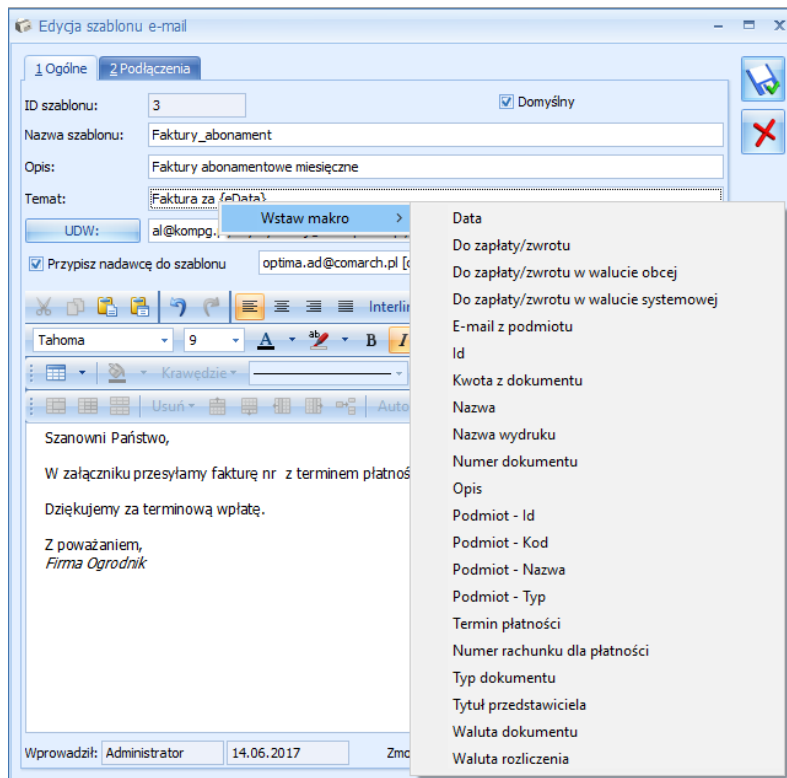 Edycja szablonu e-mail
1 Ogólne 2 Podłączenia
ID szablonu: 3 Domyślny
Nazwa szablonu: Faktury_abonament
Opis: Faktury abonamentowe miesięczne
Temat: Faktura za {eData}
UDW: al@kompg.
Przypisz nadawcę do szablonu optima.ad@comarch.pl [
Interlin
Tahoma 9 A ab B I
Krawędzie
Usuń Auto
Szanowni Państwo,
W załączniku przesyłamy fakturę nr z terminem płatnoś
Dziękujemy za terminową wpłatę.
Z poważaniem,
Firma Ogrodnik
Wprowadził: Administrator 14.06.2017 Zmo
Wstaw makro
Data
Do zapłaty/zwrotu
Do zapłaty/zwrotu w walucie obcej
Do zapłaty/zwrotu w walucie systemowej
E-mail z podmiotu
Id
Kwota z dokumentu
Nazwa
Nazwa wydruku
Numer dokumentu
Opis
Podmiot - Id
Podmiot - Kod
Podmiot - Nazwa
Podmiot - Typ
Termin płatności
Numer rachunku dla płatności
Typ dokumentu
Tytuł przedstawiciela
Waluta dokumentu
Waluta rozliczenia